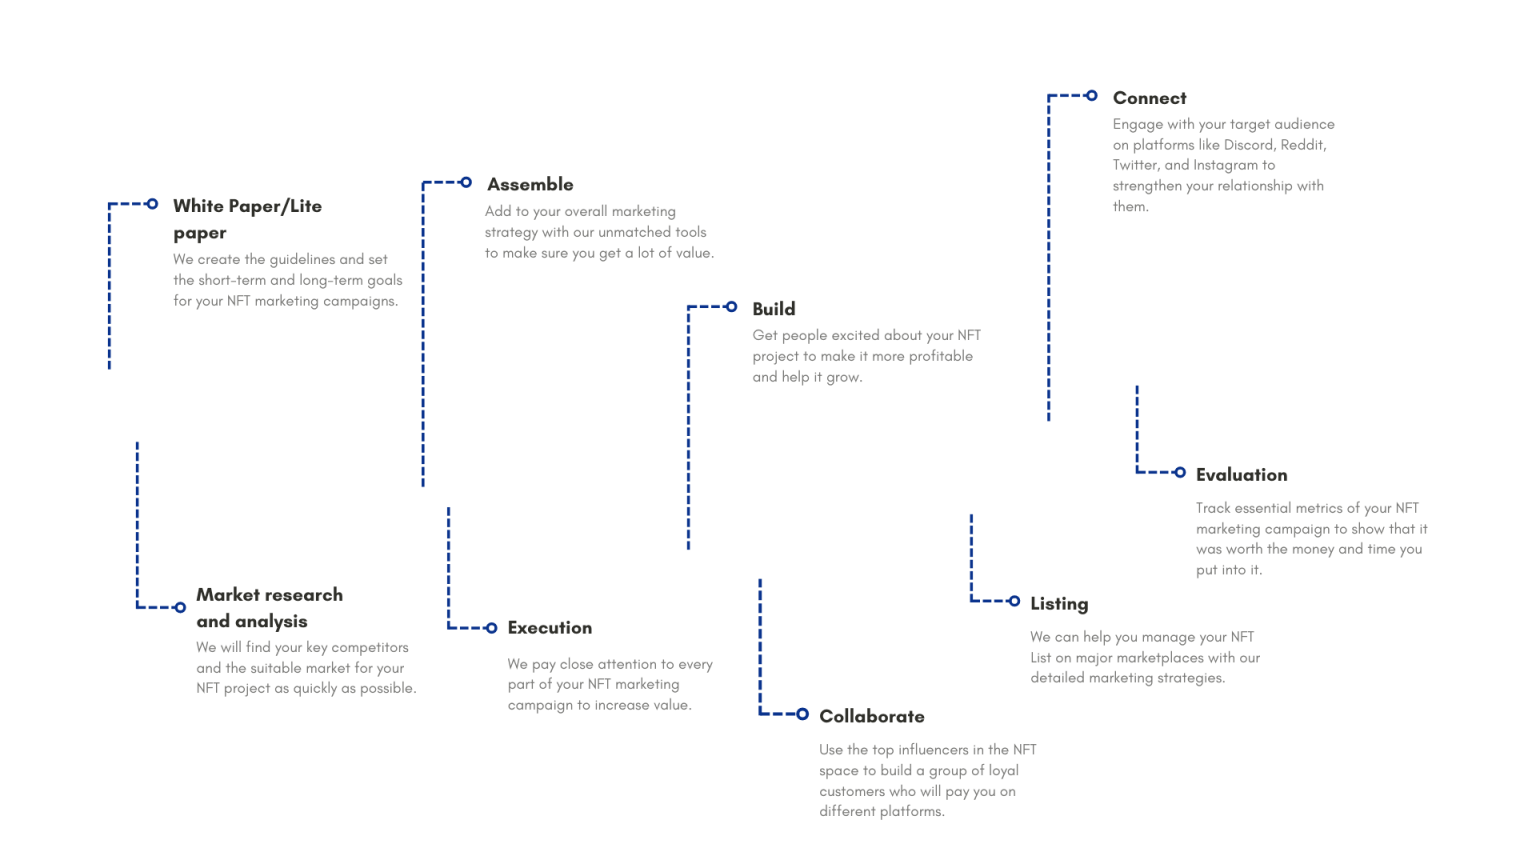 White Paper/Lite
paper
We create the guidelines and set
the short-term and long-term goals
for your NFT marketing campaigns.
Market research
and analysis
We will find your key competitors
and the suitable market for your
NFT project as quickly as possible.
Assemble
Add to your overall marketing
strategy with our unmatched tools
to make sure you get a lot of value.
Execution
We pay close attention to every
part of your NFT marketing
campaign to increase value.
Build
Get people excited about your NFT
project to make it more profitable
and help it grow.
Collaborate
Use the top influencers in the NFT
space to build a group of loyal
customers who will pay you on
different platforms.
Listing
We can help you manage your NFT
List on major marketplaces with our
detailed marketing strategies.
Connect
Engage with your target audience
on platforms like Discord, Reddit,
Twitter, and Instagram to
strengthen your relationship with
them.
Evaluation
Track essential metrics of your NFT
marketing campaign to show that it
was worth the money and time you
put into it.